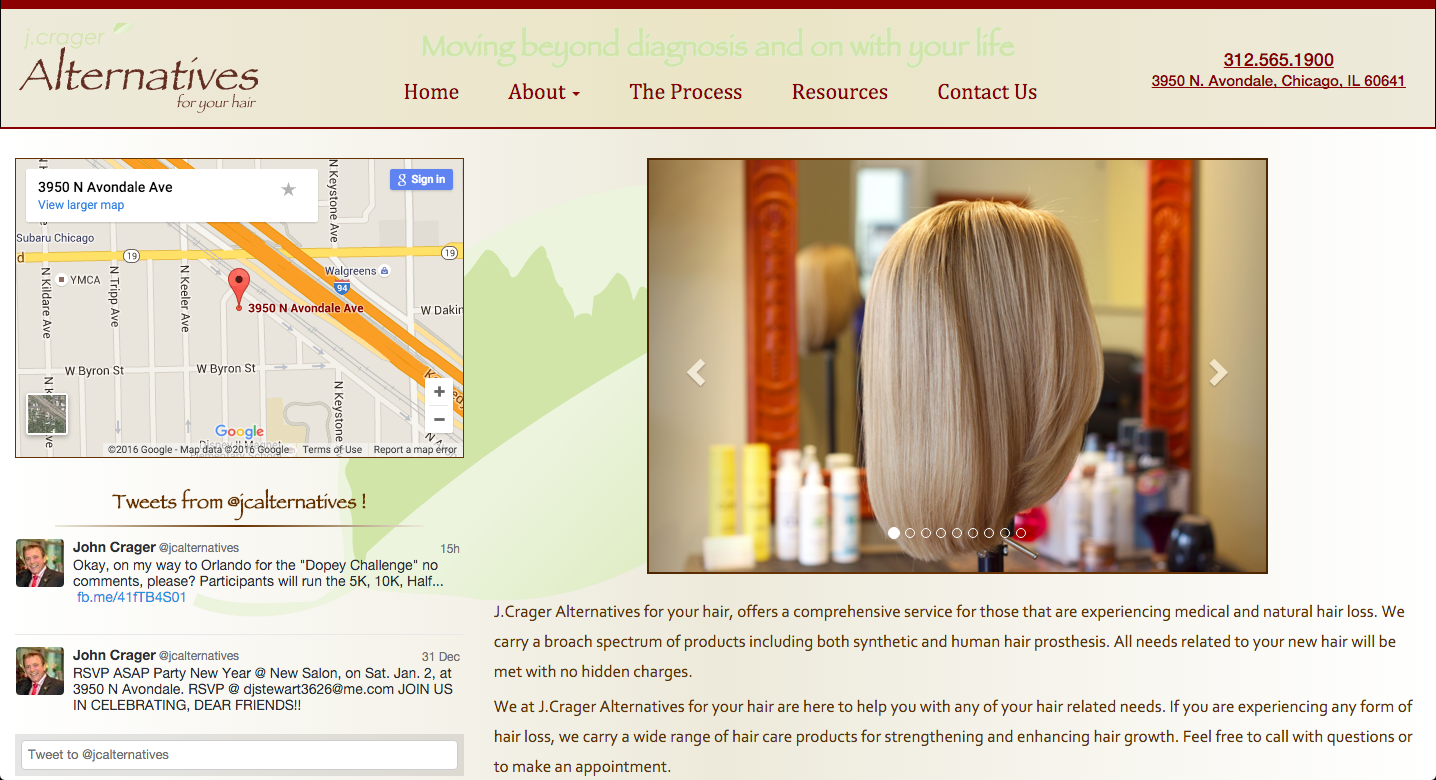 j.crager
Alternatives
for your hair
Moving beyond diagnosis and on with your life
Home About The Process Resources Contact Us
312.565.1900
3950 N. Avondale, Chicago, IL 60641
3950 N Avondale Ave
View larger map
Sign in
Subaru Chicago
19
19
YMCA
Walgreens
94
3950 N Avondale Ave
W Dakin
N Kildare Ave
N Tripp Ave
N Keeler Ave
N Keystone Ave
W Byron St
W Byron St
N Keystone
+
−
Google
©2016 Google - Map data ©2016 Google Terms of Use Report a map error
Tweets from @jcalternatives !
John Crager @jcalternatives 15h
Okay, on my way to Orlando for the "Dopey Challenge" no
comments, please? Participants will run the 5K, 10K, Half...
fb.me/41fTB4S01
John Crager @jcalternatives 31 Dec
RSVP ASAP Party New Year @ New Salon, on Sat. Jan. 2, at
3950 N Avondale. RSVP @ djstewart3626@me.com JOIN US
IN CELEBRATING, DEAR FRIENDS!!
Tweet to @jcalternatives
J.Crager Alternatives for your hair, offers a comprehensive service for those that are experiencing medical and natural hair loss. We
carry a broach spectrum of products including both synthetic and human hair prosthesis. All needs related to your new hair will be
met with no hidden charges.
We at J.Crager Alternatives for your hair are here to help you with any of your hair related needs. If you are experiencing any form of
hair loss, we carry a wide range of hair care products for strengthening and enhancing hair growth. Feel free to call with questions or
to make an appointment.